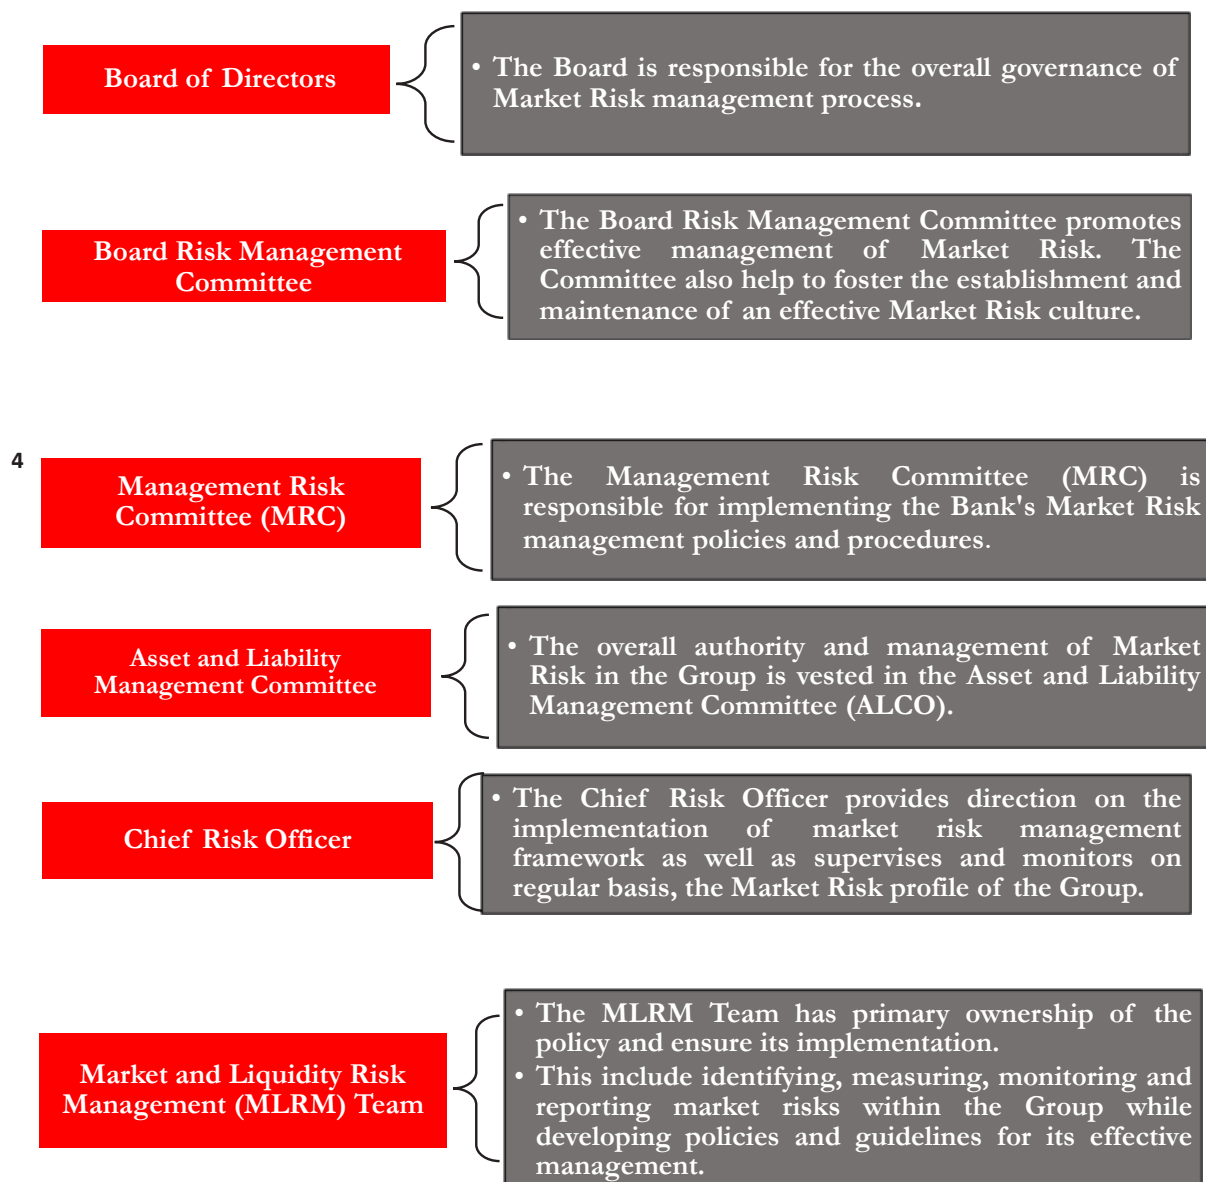 Board of Directors
• The Board is responsible for the overall governance of
Market Risk management process.
Board Risk Management
Committee
• The Board Risk Management Committee promotes
effective management of Market Risk. The
Committee also help to foster the establishment and
maintenance of an effective Market Risk culture.
4
Management Risk
Committee (MRC)
• The Management Risk Committee (MRC) is
responsible for implementing the Bank's Market Risk
management policies and procedures.
Asset and Liability
Management Committee
• The overall authority and management of Market
Risk in the Group is vested in the Asset and Liability
Management Committee (ALCO).
Chief Risk Officer
• The Chief Risk Officer provides direction on the
implementation of market risk management
framework as well as supervises and monitors on
regular basis, the Market Risk profile of the Group.
Market and Liquidity Risk
Management (MLRM) Team
• The MLRM Team has primary ownership of the
policy and ensure its implementation.
• This include identifying, measuring, monitoring and
reporting market risks within the Group while
developing policies and guidelines for its effective
management.